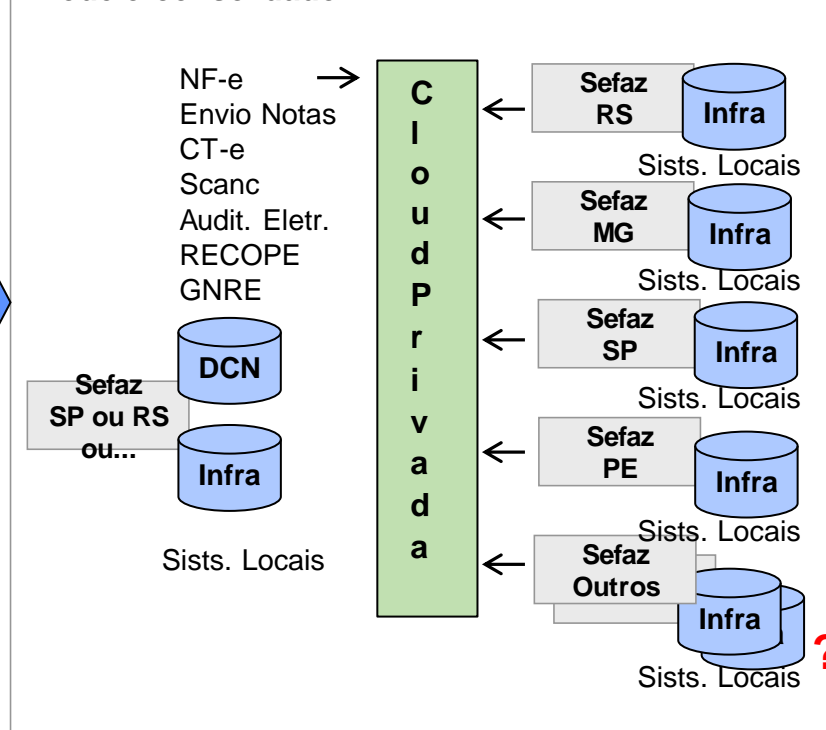 NF-e
Envio Notas
CT-e
Scanc
Audit. Eletr.
RECOPE
GNRE
DCN
Sefaz
SP ou RS
ou...
Infra
Sists. Locais
C
l
o
u
d
P
r
i
v
a
d
a
Sefaz
RS
Infra
Sists. Locais
Sefaz
MG
Infra
Sists. Locais
Sefaz
SP
Infra
Sists. Locais
Sefaz
PE
Infra
Sists. Locais
Sefaz
Outros
Infra
?
Sists. Locais